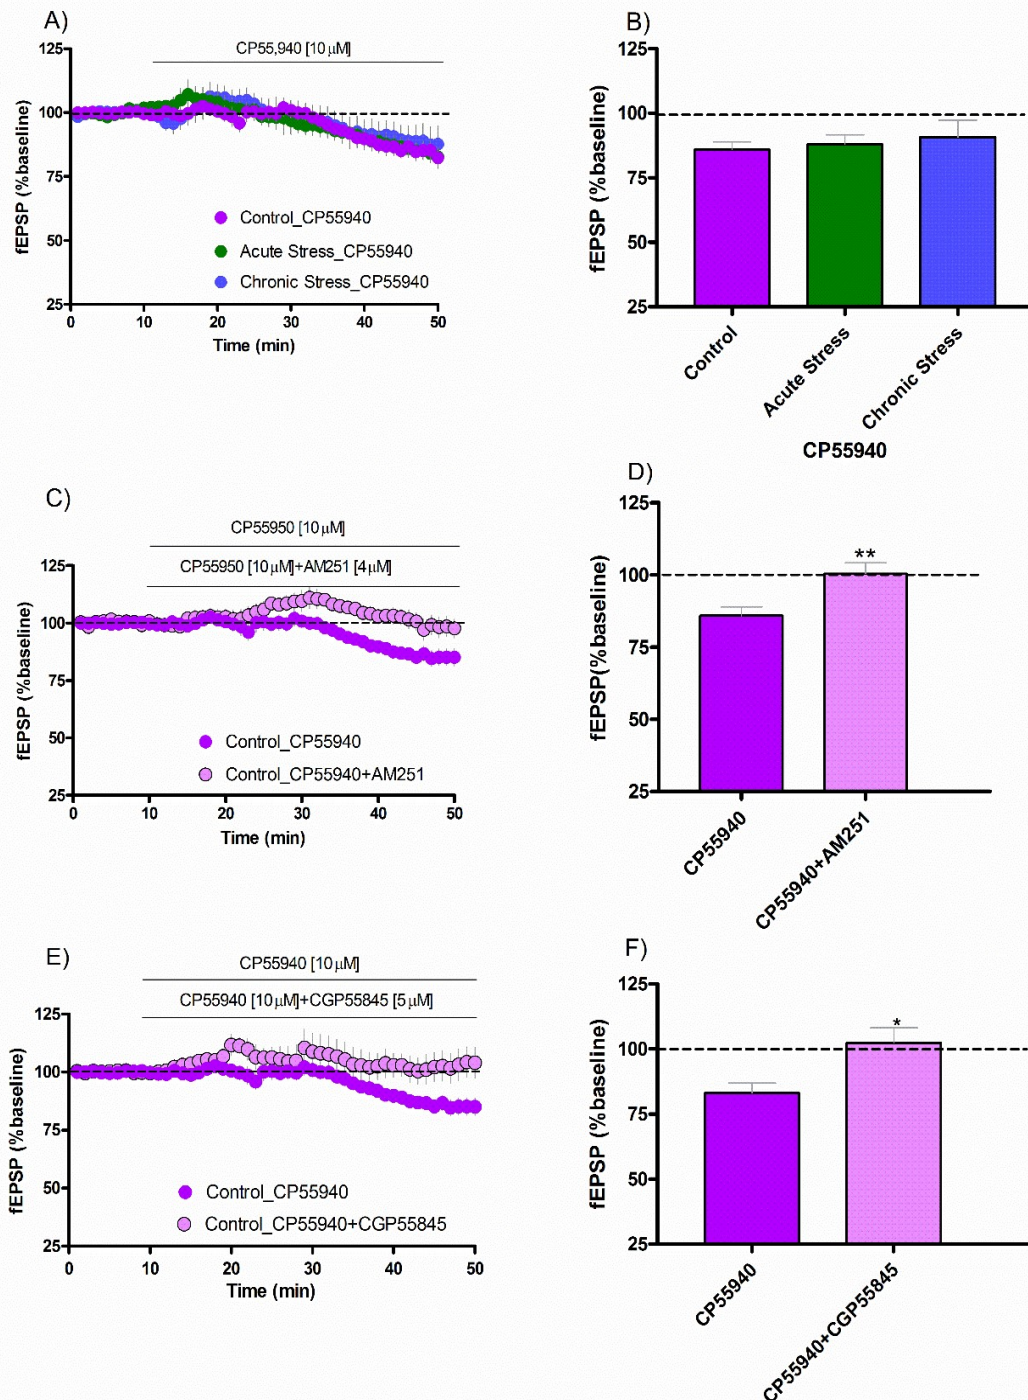 A)
CP55,940 [10 μM]
125
100
75
50
25
fEPSP (%baseline)
Control_CP55940
Acute Stress_CP55940
Chronic Stress_CP55940
0 10 20 30 40 50
Time (min)
B)
125
100
75
50
25
fEPSP (%baseline)
Control
Acute Stress
Chronic Stress
CP55940
C)
CP55950 [10 μM]
CP55950 [10 μM]+AM251 [4 μM]
125
100
75
50
25
fEPSP (%baseline)
Control_CP55940
Control_CP55940+AM251
0 10 20 30 40 50
Time (min)
D)
125
100
75
50
25
fEPSP(%baseline)
**
CP55940
CP55940+AM251
E)
CP55940 [10 μM]
CP55940 [10 μM]+CGP55845 [5 μM]
125
100
75
50
25
fEPSP (%baseline)
Control_CP55940
Control_CP55940+CGP55845
0 10 20 30 40 50
Time (min)
F)
125
100
75
50
25
fEPSP (%baseline)
*
CP55940
CP55940+CGP55845